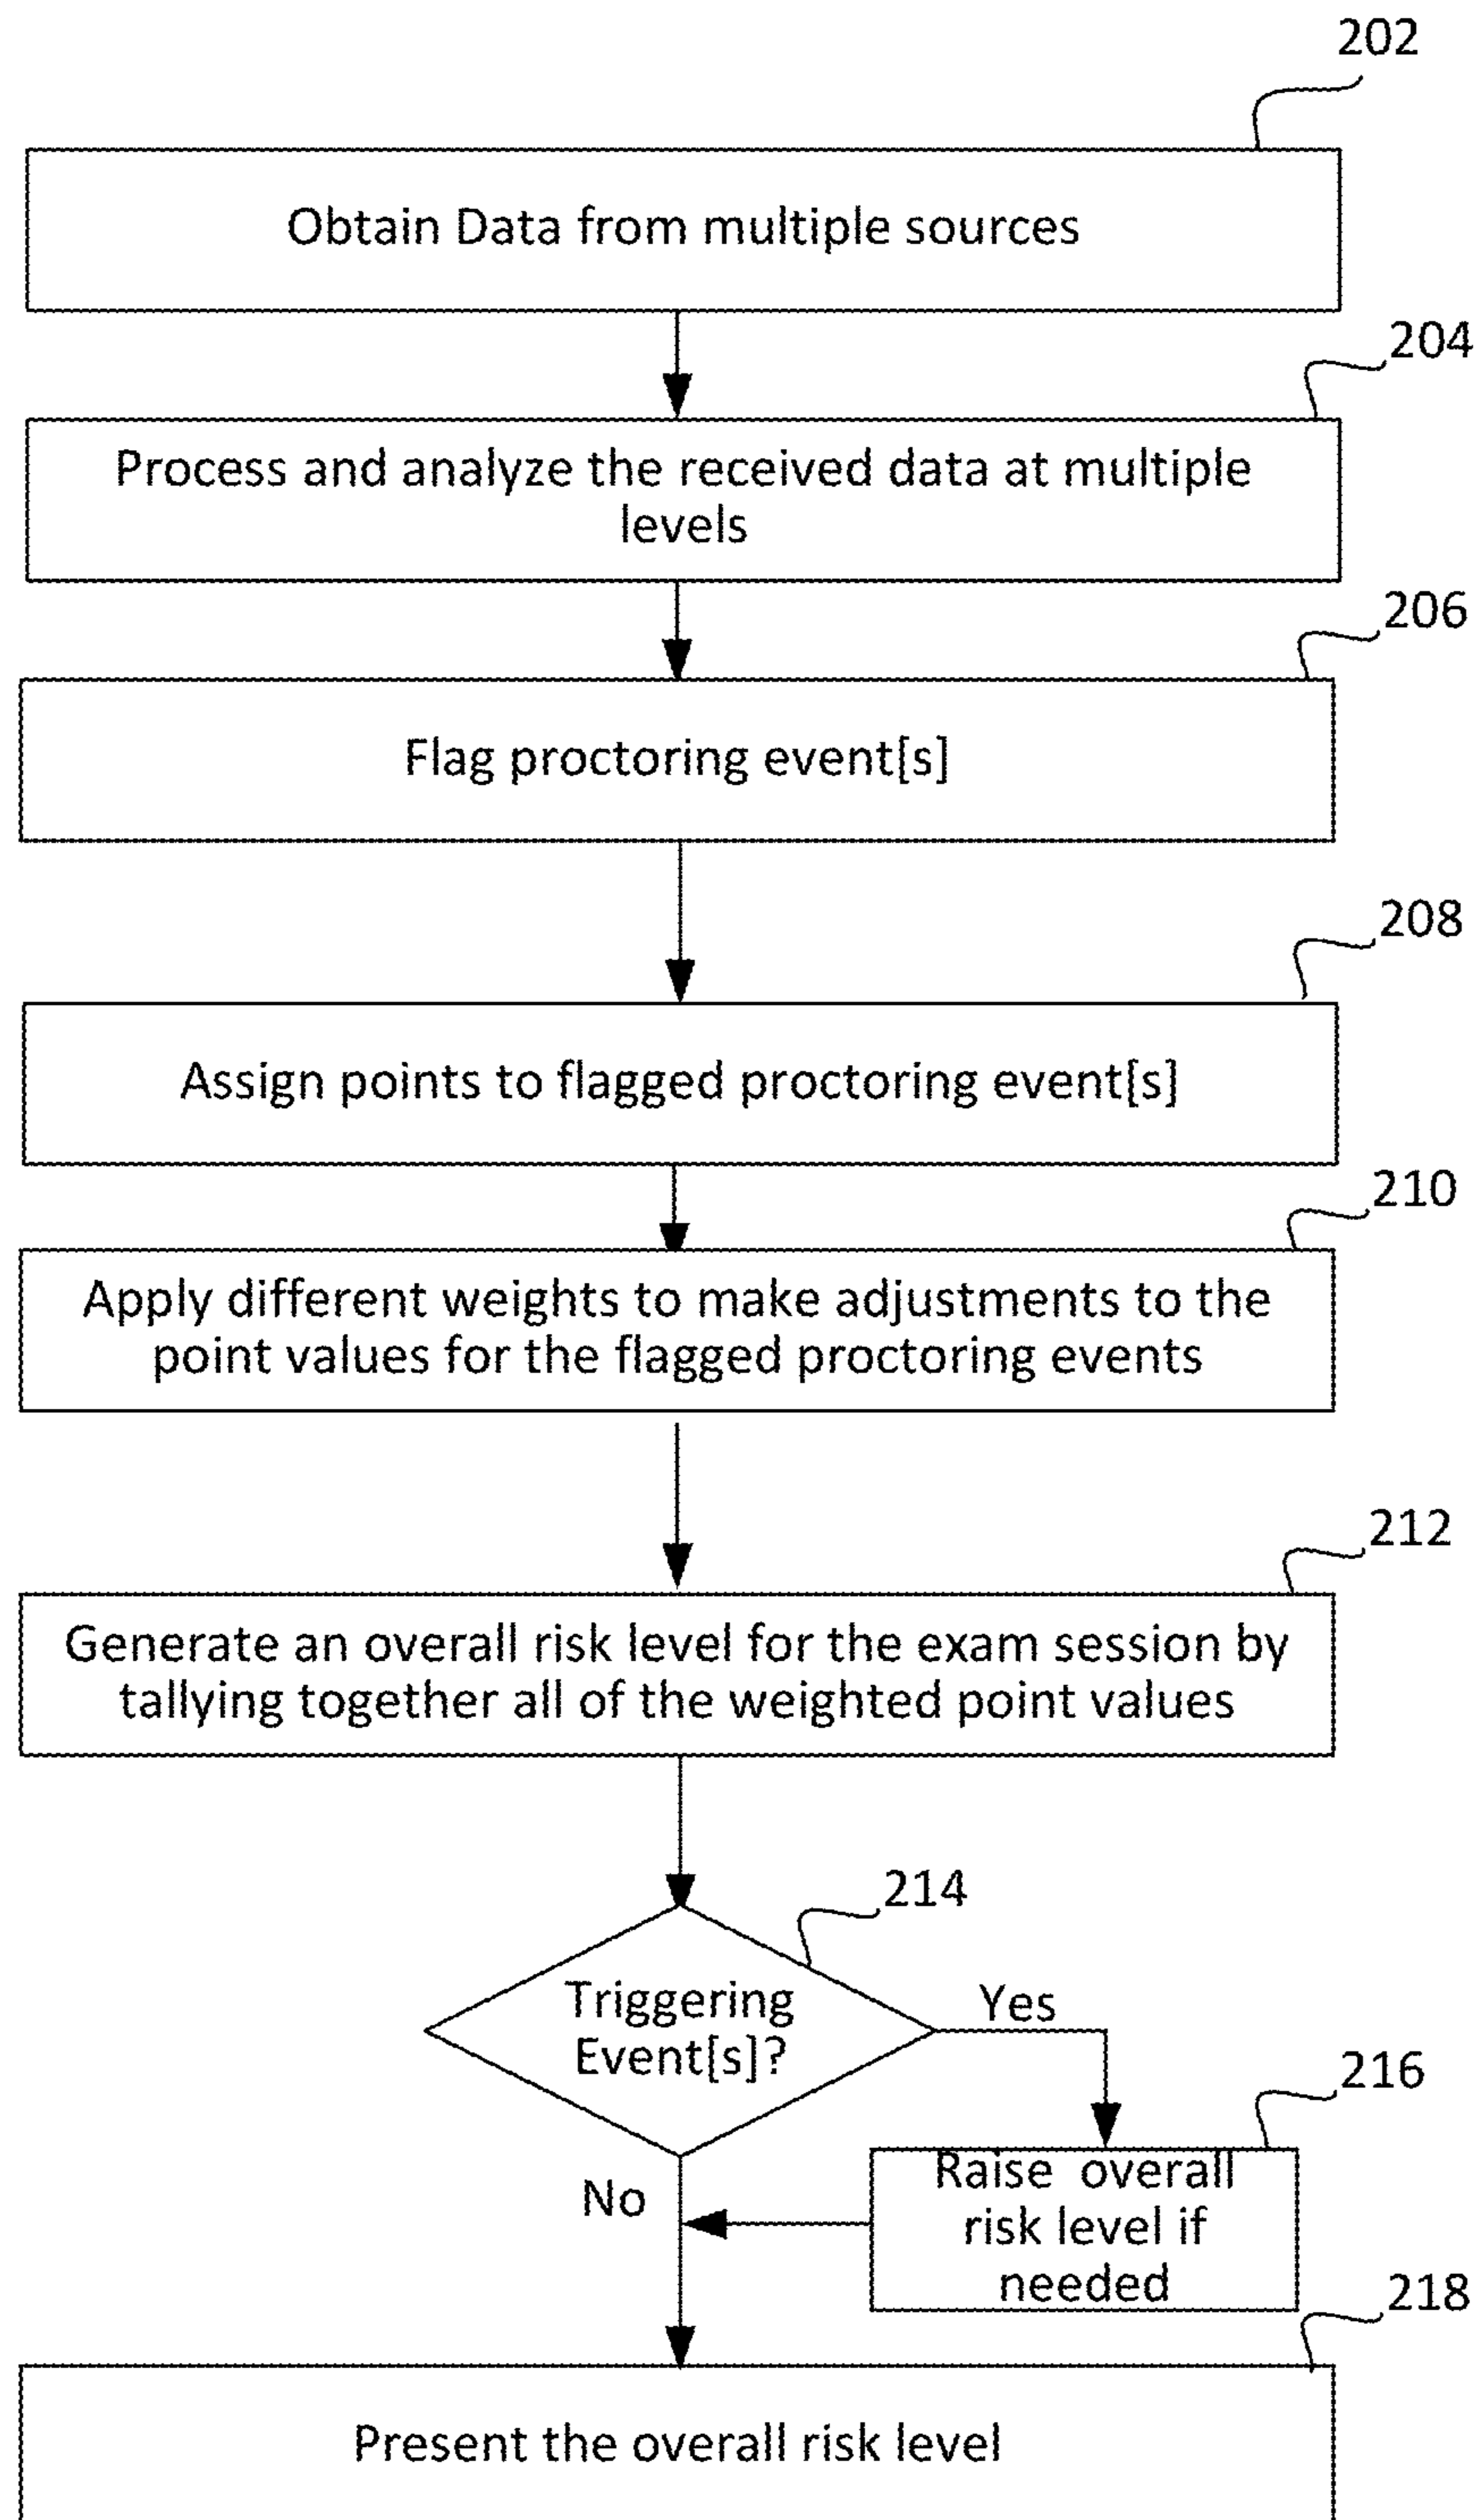 202
Obtain Data from multiple sources
204
Process and analyze the received data at multiple
levels
206
Flag proctoring event[s]
208
Assign points to flagged proctoring event[s]
210
Apply different weights to make adjustments to the
point values for the flagged proctoring events
212
Generate an overall risk level for the exam session by
tallying together all of the weighted point values
214
Triggering
Event[s]?
Yes
216
Raise overall
risk level if
needed
No
218
Present the overall risk level